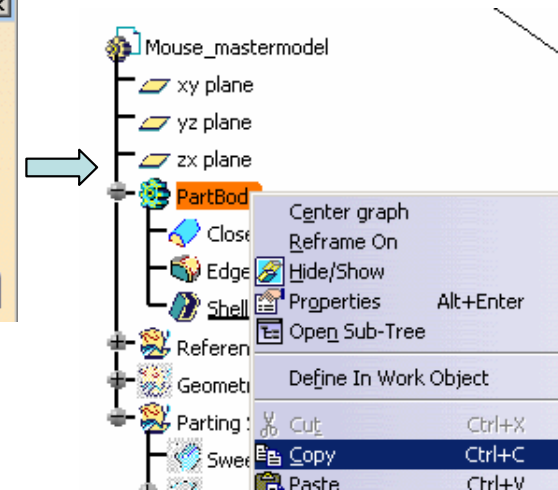 Mouse_mastermodel
xy plane
yz plane
zx plane
PartBod
Center graph
Close
Reframe On
Edge
Hide/Show
Shell
Properties Alt+Enter
Open Sub-Tree
Referen
Geomet
Define In Work Object
Parting
Cut Ctrl+X
Swee
Copy Ctrl+C
Paste Ctrl+V